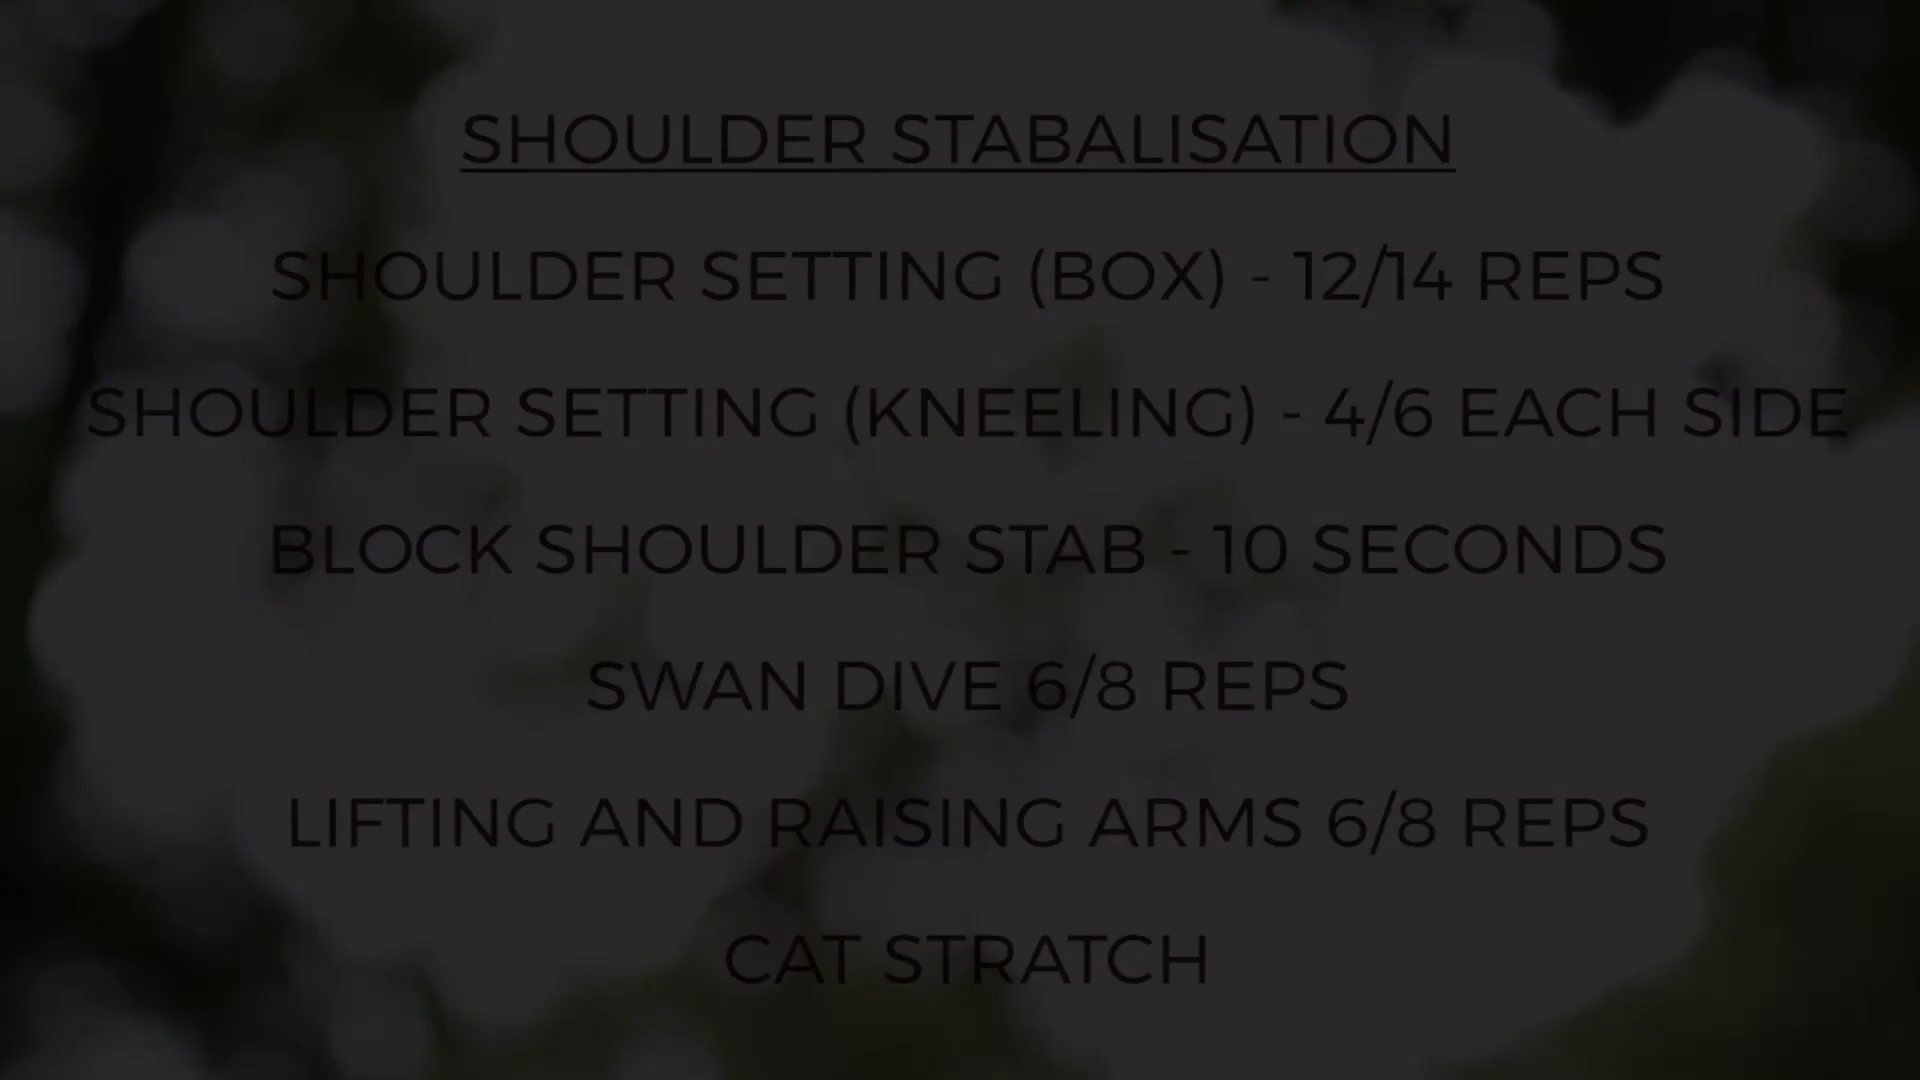 SHOULDER STABALISATION
SHOULDER SETTING (BOX) - 12/14 REPS
SHOULDER SETTING (KNEELING) - 4/6 EACH SIDE
BLOCK SHOULDER STAB - 10 SECONDS
SWAN DIVE 6/8 REPS
LIFTING AND RAISING ARMS 6/8 REPS
CAT STRATCH